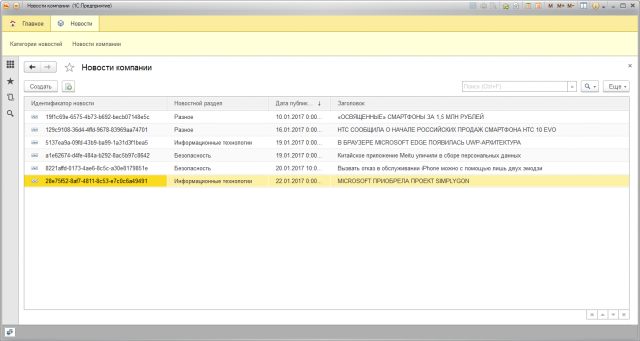 Новости компании (1С:Предприятие)
M M+ M-
Главное Новости
Категории новостей Новости компании
Новости компании
Создать Поиск (Ctrl+F) Еще
Идентификатор новости Новостной раздел Дата публик... ↓ Заголовок
19f1c69e-6575-4b73-b692-becb07148e5c Разное 10.01.2017 0:00... «ОСВЯЩЕННЫЕ» СМАРТФОНЫ ЗА 1,5 МЛН РУБЛЕЙ
129c9108-36d4-4ffd-9678-83969aa74701 Разное 16.01.2017 0:00... HTC СООБЩИЛА О НАЧАЛЕ РОССИЙСКИХ ПРОДАЖ СМАРТФОНА HTC 10 EVO
5137ea9a-09fd-43b9-ba99-1a31d3f1bea5 Информационные технологии 19.01.2017 0:00... В БРАУЗЕРЕ MICROSOFT EDGE ПОЯВИЛАСЬ UWP-АРХИТЕКТУРА
a1e62674-d4fe-484a-b292-8ac5b97c8642 Безопасность 19.01.2017 0:00... Китайское приложение Meitu уличили в сборе персональных данных
8221affd-0173-4ae6-8c5c-a30e8179851e Безопасность 20.01.2017 10:0... Вызвать отказ в обслуживании iPhone можно с помощью лишь двух эмодзи
28e75f52-8af7-4811-8c53-e7c0c6a49491 Информационные технологии 22.01.2017 0:00... MICROSOFT ПРИОБРЕЛА ПРОЕКТ SIMPLYGON